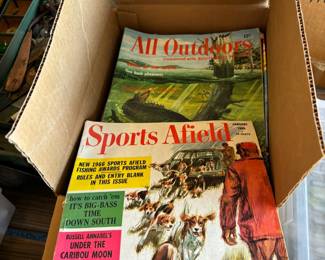 All Outdoors
Sports Afield
JANUARY
NEW 1966 SPORTS AFIELD
FISHING AWARDS PROGRAM
RULES AND ENTRY BLANK
IN THIS ISSUE
how to catch 'em
IT'S BIG-BASS
TIME
DOWN SOUTH
RUSSELL ANNABEL'S
UNDER THE
CARIBOU MOON